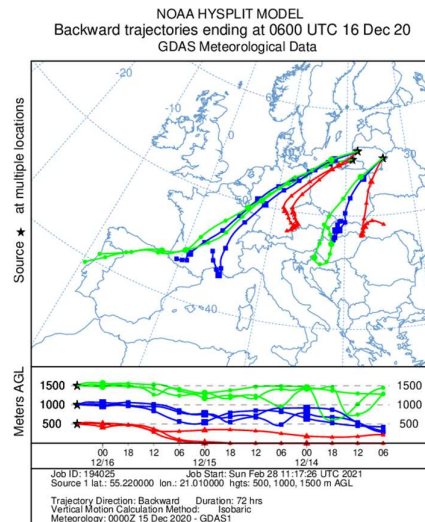 NOAA HYSPLIT MODEL
Backward trajectories ending at 0600 UTC 16 Dec 20
GDAS Meteorological Data
Source ★ at multiple locations
-20
-10
0
40
Meters AGL
1500 1500
1000 1000
500 500
00 18 12 06 00 18 12 06 00 18 12 06
12/16 12/15 12/14
Job ID: 194025 Job Start: Sun Feb 28 11:17:26 UTC 2021
Source 1 lat.: 55.220000 lon.: 21.010000 hgts: 500, 1000, 1500 m AGL
Trajectory Direction: Backward Duration: 72 hrs
Vertical Motion Calculation Method: Isobaric
Meteorology: 0000Z 15 Dec 2020 - GDAS1